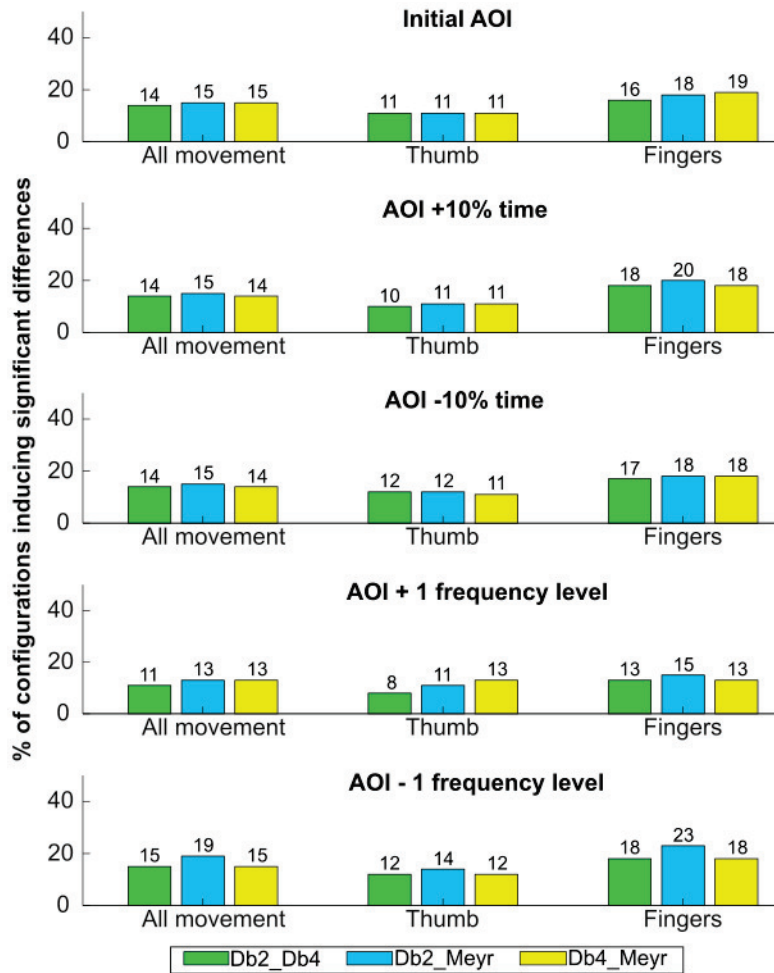 % of configurations inducing significant differences
Initial AOI
40
20
0
14 15 15 11 11 11 16 18 19
All movement Thumb Fingers
AOI +10% time
40
20
0
14 15 14 10 11 11 18 20 18
All movement Thumb Fingers
AOI -10% time
40
20
0
14 15 14 12 12 11 17 18 18
All movement Thumb Fingers
AOI + 1 frequency level
40
20
0
11 13 13 8 11 13 13 15 13
All movement Thumb Fingers
AOI - 1 frequency level
40
20
0
15 19 15 12 14 12 18 23 18
All movement Thumb Fingers
Db2_Db4 Db2_Meyr Db4_Meyr